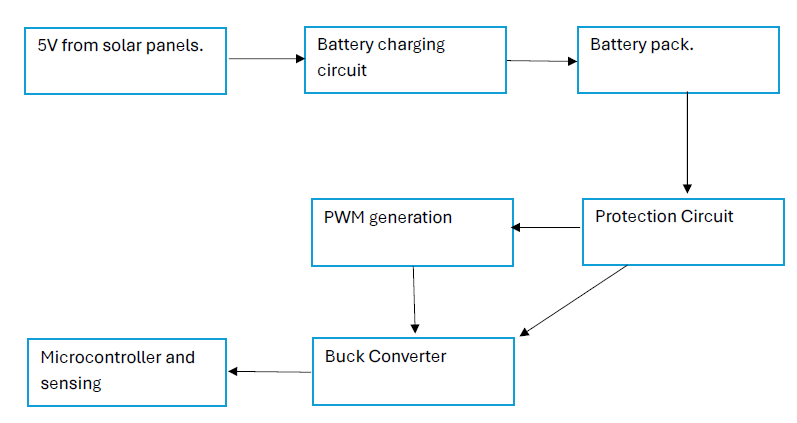 5V from solar panels.
Battery charging
circuit
Battery pack.
PWM generation
Protection Circuit
Microcontroller and
sensing
Buck Converter